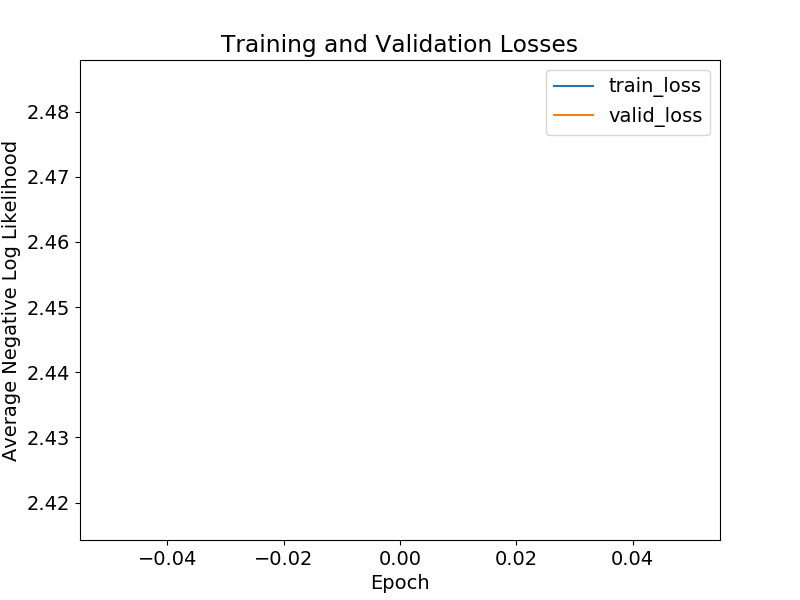 Training and Validation Losses
train_loss
valid_loss
2.48
2.47
2.46
2.45
2.44
2.43
2.42
Average Negative Log Likelihood
−0.04 −0.02 0.00 0.02 0.04
Epoch